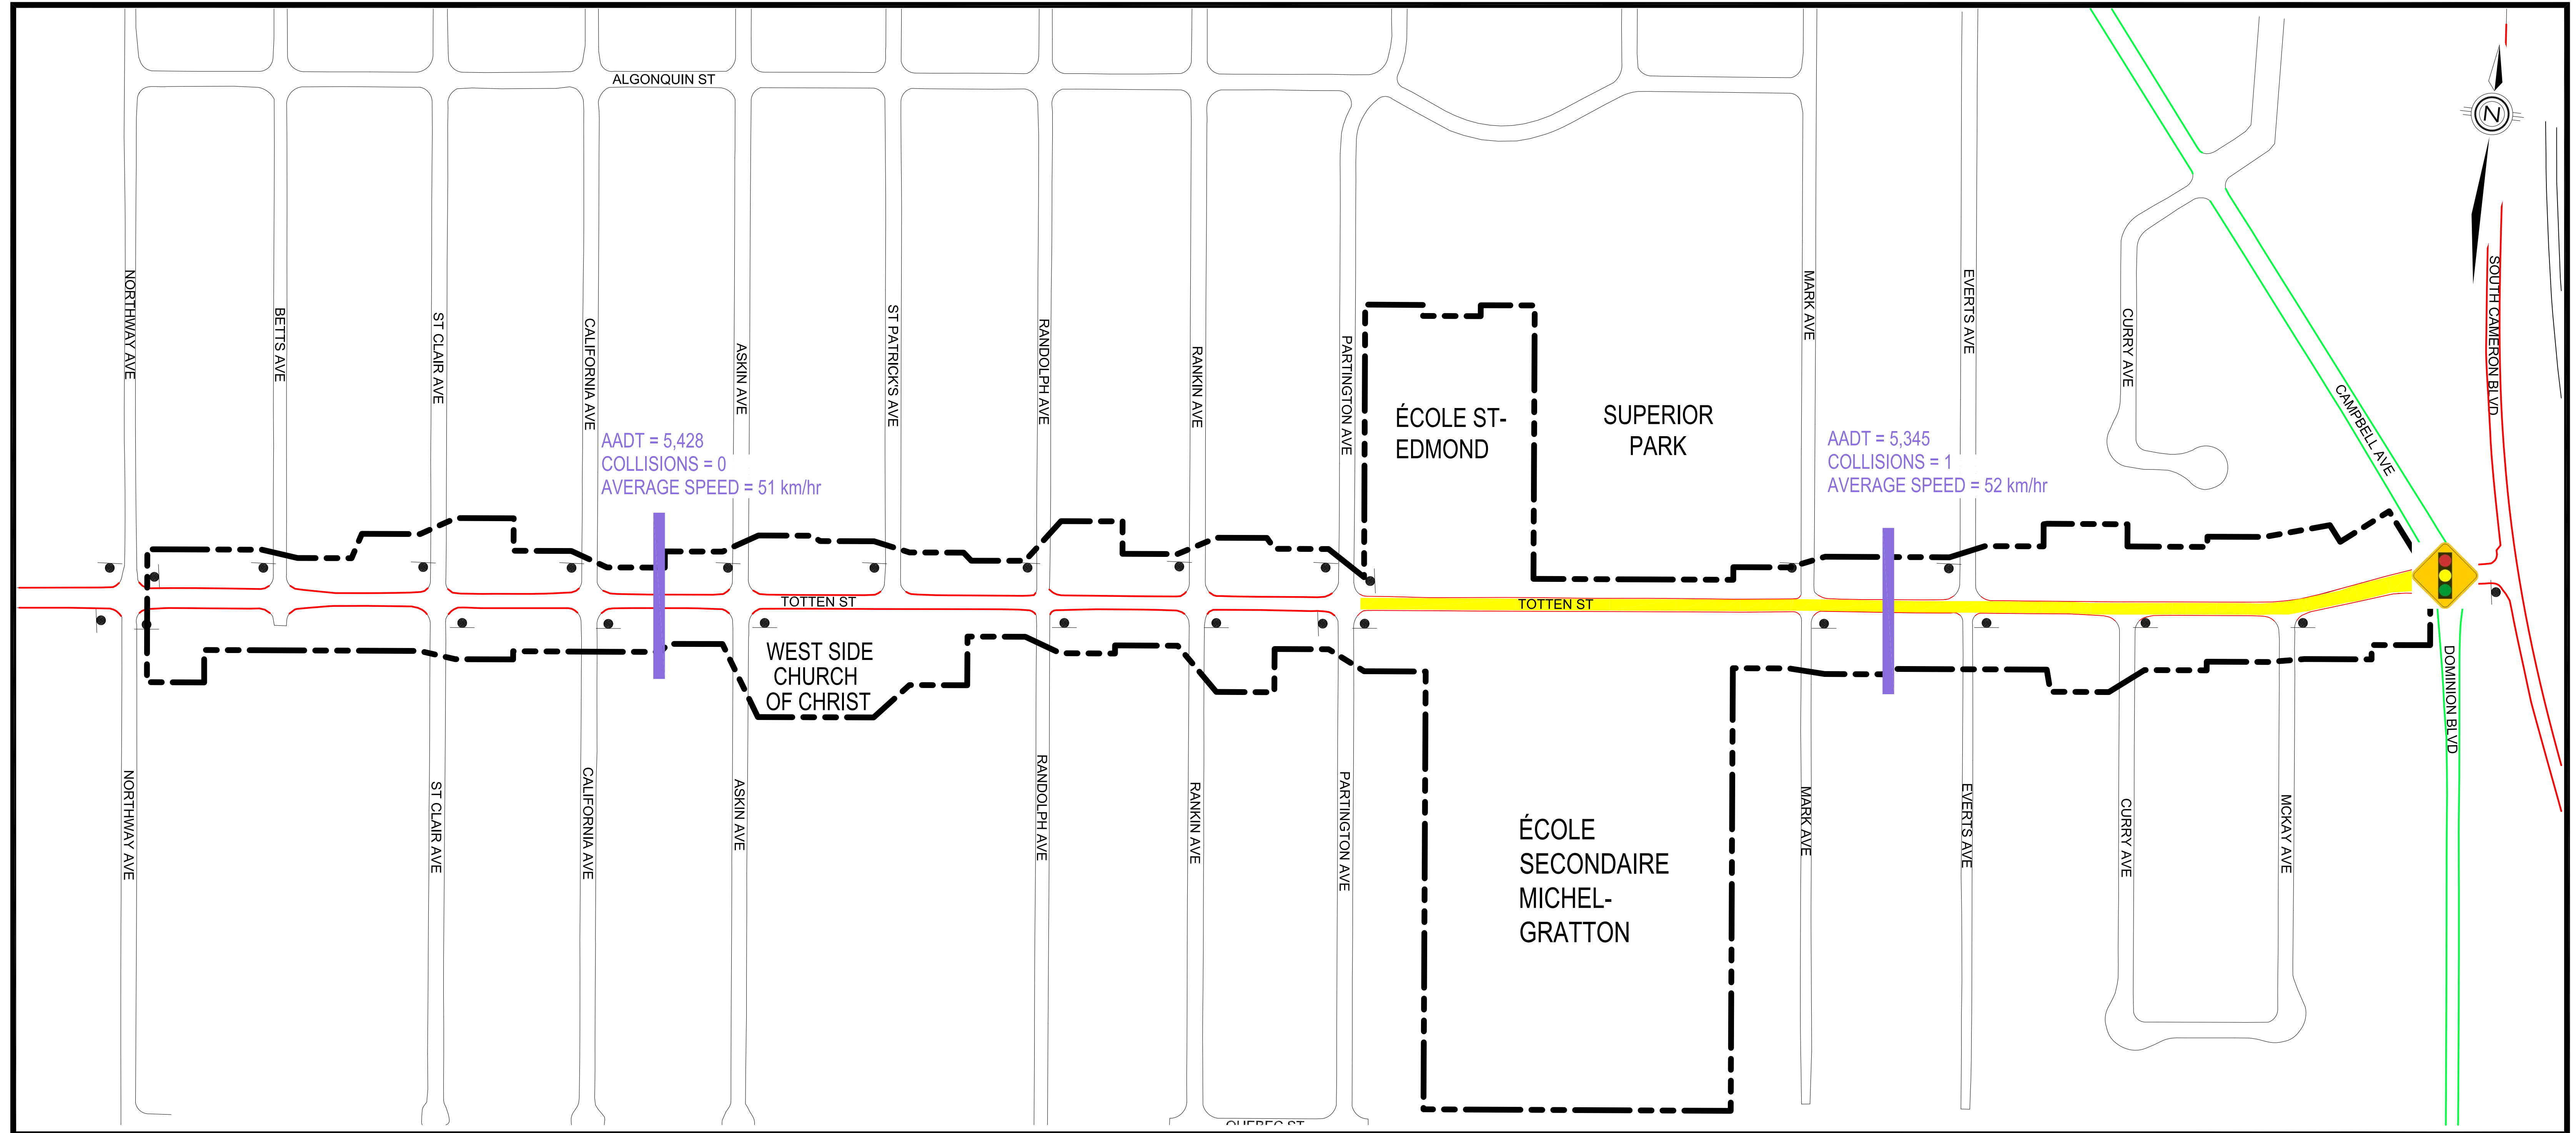 ALGONQUIN ST
N
NORTHWAY AVE
BETTS AVE
ST CLAIR AVE
CALIFORNIA AVE
ASKIN AVE
ST PATRICK'S AVE
RANDOLPH AVE
RANKIN AVE
PARTINGTON AVE
MARK AVE
EVERTS AVE
CURRY AVE
CAMPBELL AVE
SOUTH CAMERON BLVD
ÉCOLE ST-
EDMOND
SUPERIOR
PARK
AADT = 5,428
COLLISIONS = 0
AVERAGE SPEED = 51 km/hr
AADT = 5,345
COLLISIONS = 1
AVERAGE SPEED = 52 km/hr
TOTTEN ST
TOTTEN ST
WEST SIDE
CHURCH
OF CHRIST
DOMINION BLVD
NORTHWAY AVE
ST CLAIR AVE
CALIFORNIA AVE
ASKIN AVE
RANDOLPH AVE
RANKIN AVE
PARTINGTON AVE
ÉCOLE
SECONDAIRE
MICHEL-
GRATTON
MARK AVE
EVERTS AVE
CURRY AVE
MCKAY AVE
QUEBEC ST